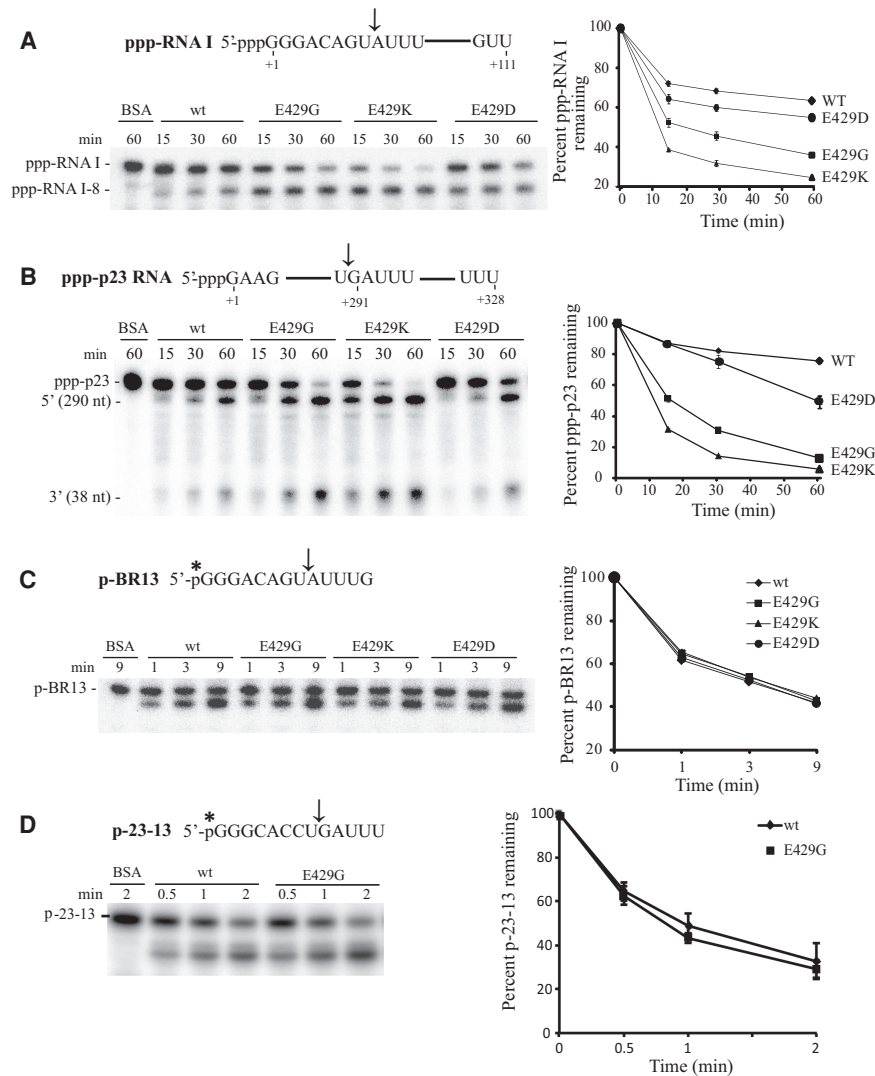 A
ppp-RNA I 5'-pppGGGACAGUAUUU GUU
+1 +111
BSA wt E429G E429K E429D
min 60 15 30 60 15 30 60 15 30 60 15 30 60
ppp-RNA I -
ppp-RNA I-8 -
Percent ppp-RNA I
remaining
100
80
60
40
20
0 10 20 30 40 50 60
Time (min)
WT
E429D
E429G
E429K
B
ppp-p23 RNA 5'-pppGAAG UGAUUU UUU
+1 +291 +328
BSA wt E429G E429K E429D
min 60 15 30 60 15 30 60 15 30 60 15 30 60
ppp-p23 -
5' (290 nt) -
3' (38 nt) -
Percent ppp-p23 remaining
100
80
60
40
20
0
0 10 20 30 40 50 60
Time (min)
WT
E429D
E429G
E429K
C
p-BR13 5'-pGGGACAGUAUUUG
*
BSA wt E429G E429K E429D
min 9 1 3 9 1 3 9 1 3 9 1 3 9
p-BR13 -
Percent p-BR13 remaining
100
80
60
40
20
0 1 3 9
Time (min)
wt
E429G
E429K
E429D
D
p-23-13 5'-pGGGCACCUGAUUU
*
BSA wt E429G
min 2 0.5 1 2 0.5 1 2
p-23-13
Percent p-23-13 remaining
100
80
60
40
20
0
0 0.5 1 2
Time (min)
wt
E429G